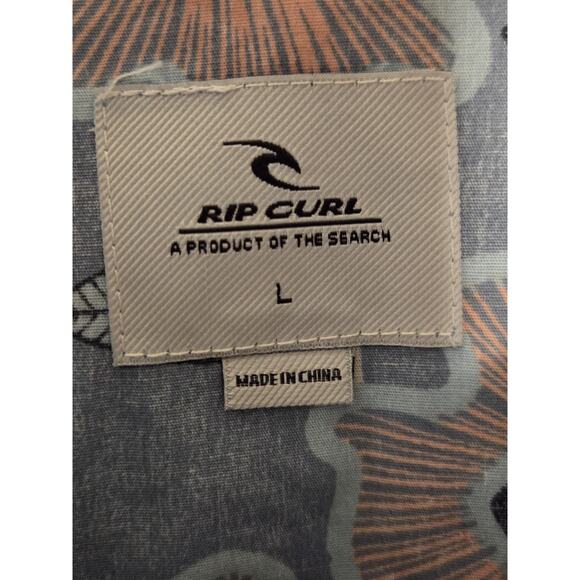 RIP CURL
A PRODUCT OF THE SEARCH
L
MADE IN CHINA